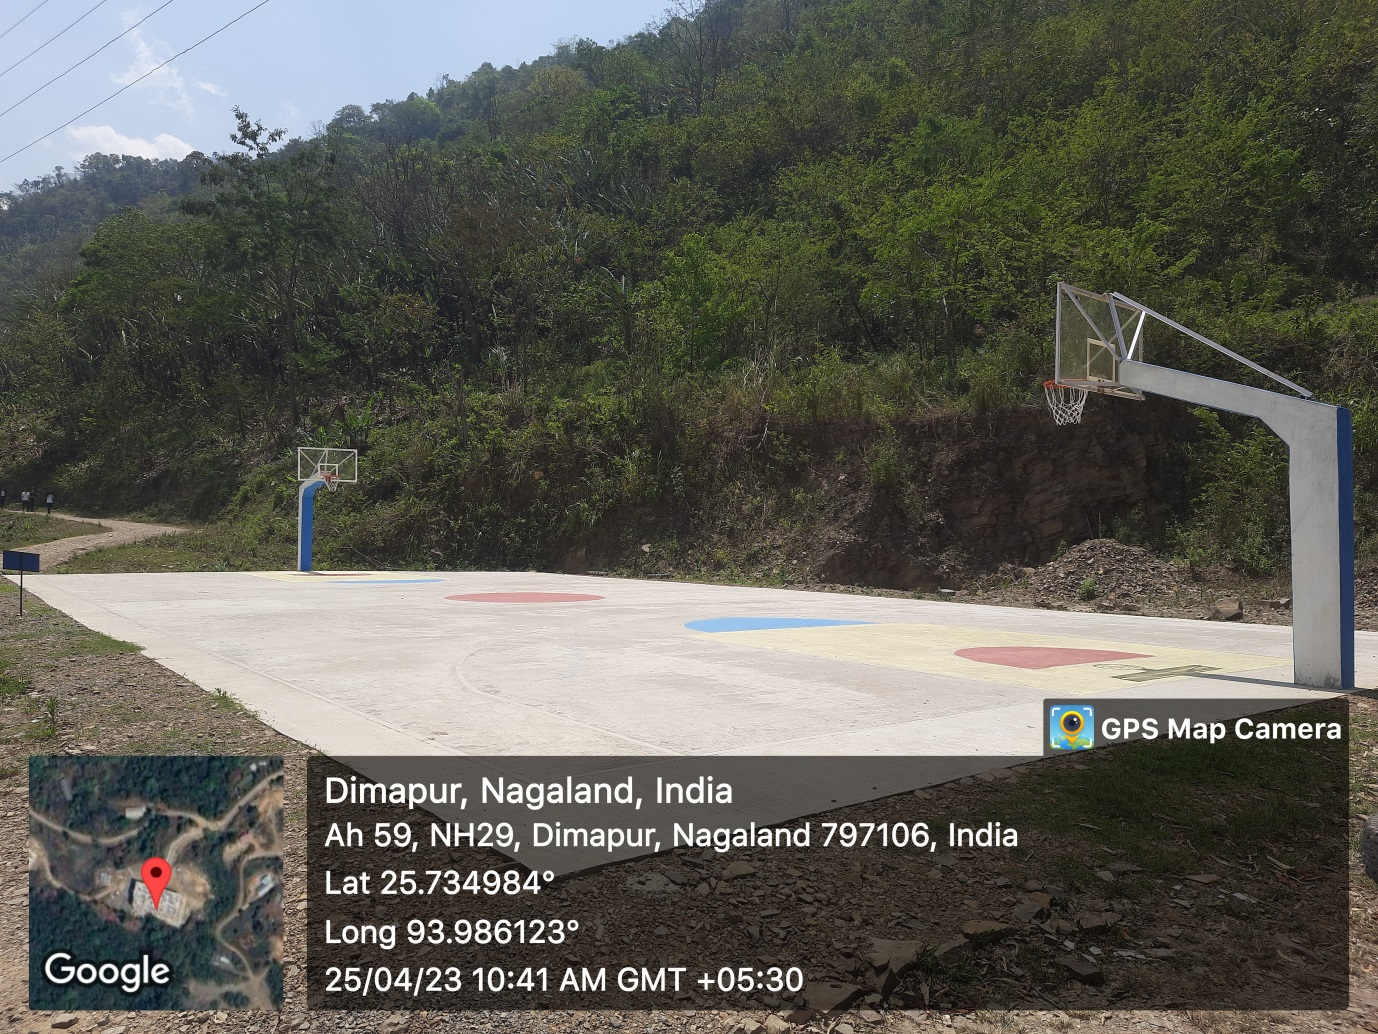 GPS Map Camera
Dimapur, Nagaland, India
Ah 59, NH29, Dimapur, Nagaland 797106, India
Lat 25.734984°
Long 93.986123°
25/04/23 10:41 AM GMT +05:30
Google